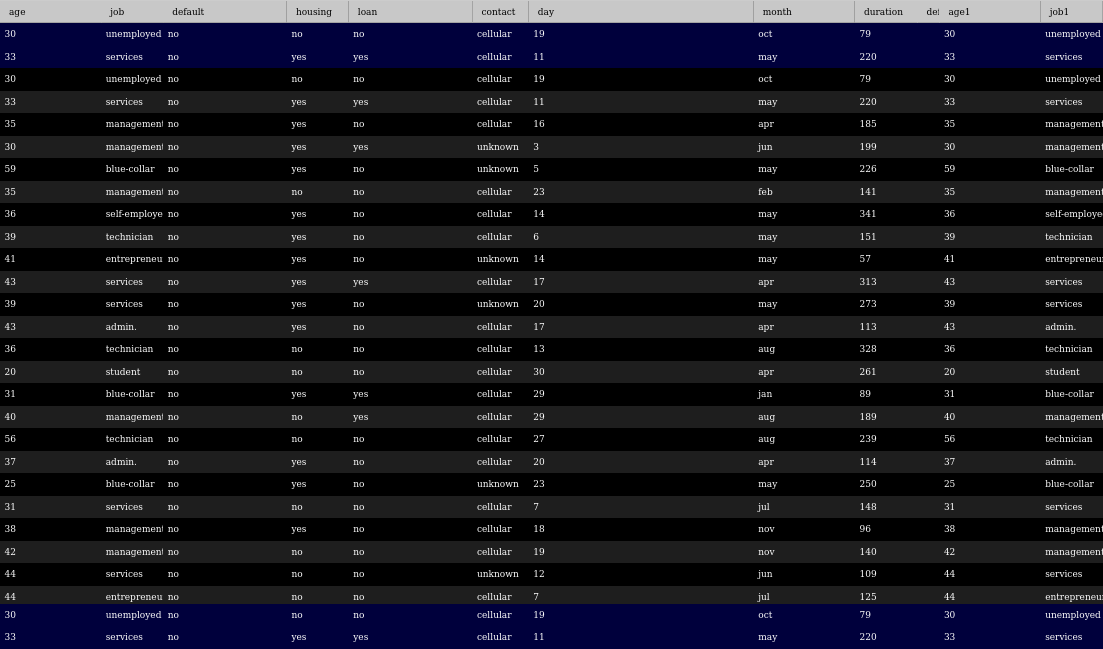 age job default housing loan contact day month duration def age1 job1
30 unemployed no no no cellular 19 oct 79 30 unemployed
33 services no yes yes cellular 11 may 220 33 services
30 unemployed no no no cellular 19 oct 79 30 unemployed
33 services no yes yes cellular 11 may 220 33 services
35 management no yes no cellular 16 apr 185 35 management
30 management no yes yes unknown 3 jun 199 30 management
59 blue-collar no yes no unknown 5 may 226 59 blue-collar
35 management no no no cellular 23 feb 141 35 management
36 self-employe no yes no cellular 14 may 341 36 self-employe
39 technician no yes no cellular 6 may 151 39 technician
41 entrepreneu no yes no unknown 14 may 57 41 entrepreneur
43 services no yes yes cellular 17 apr 313 43 services
39 services no yes no unknown 20 may 273 39 services
43 admin. no yes no cellular 17 apr 113 43 admin.
36 technician no no no cellular 13 aug 328 36 technician
20 student no no no cellular 30 apr 261 20 student
31 blue-collar no yes yes cellular 29 jan 89 31 blue-collar
40 management no no yes cellular 29 aug 189 40 management
56 technician no no no cellular 27 aug 239 56 technician
37 admin. no yes no cellular 20 apr 114 37 admin.
25 blue-collar no yes no unknown 23 may 250 25 blue-collar
31 services no no no cellular 7 jul 148 31 services
38 management no yes no cellular 18 nov 96 38 management
42 management no no no cellular 19 nov 140 42 management
44 services no no no unknown 12 jun 109 44 services
44 entrepreneu no no no cellular 7 jul 125 44 entrepreneur
30 unemployed no no no cellular 19 oct 79 30 unemployed
33 services no yes yes cellular 11 may 220 33 services